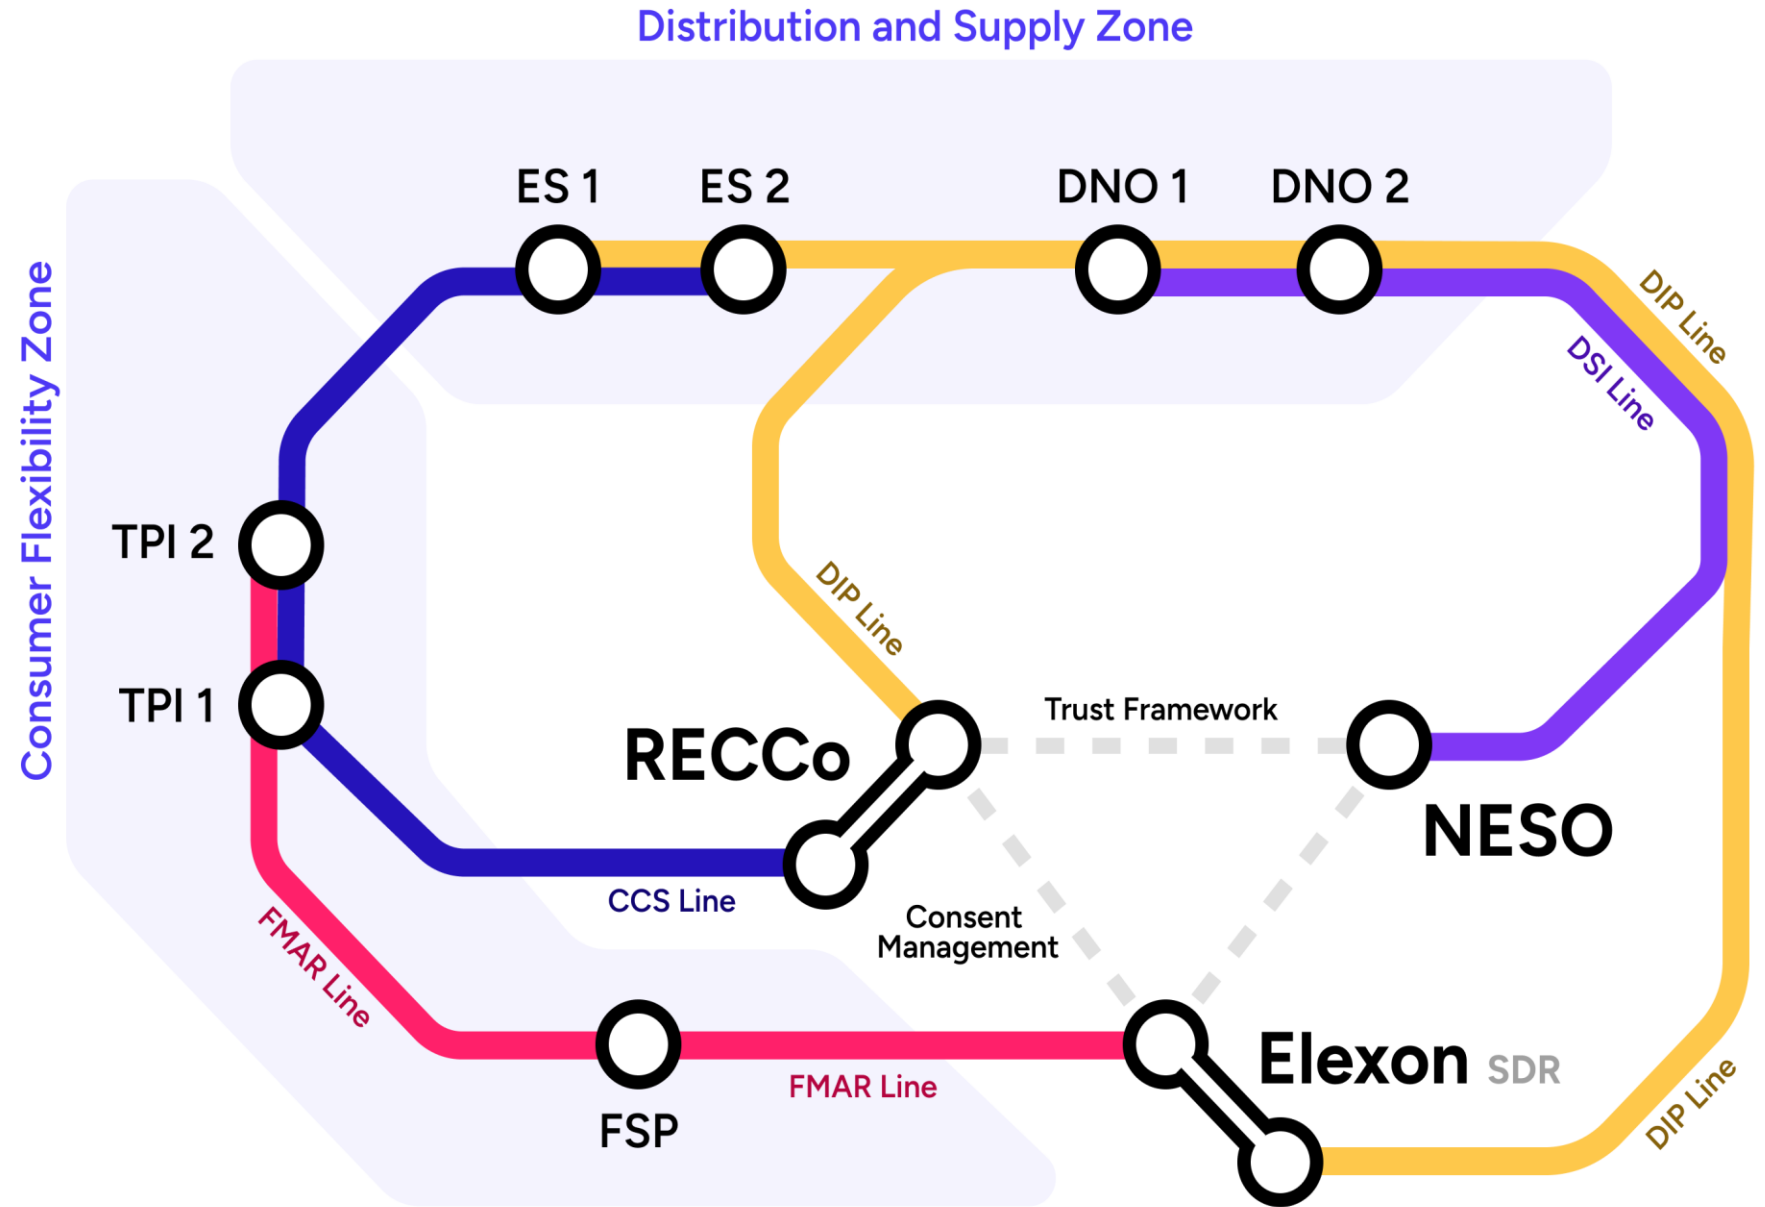 Distribution and Supply Zone
Consumer Flexibility Zone
ES 1
ES 2
DNO 1
DNO 2
DIP Line
DSI Line
TPI 2
DIP Line
TPI 1
RECCo
Trust Framework
NESO
CCS Line
Consent
Management
FMAR Line
Elexon SDR
FMAR Line
FSP
DIP Line